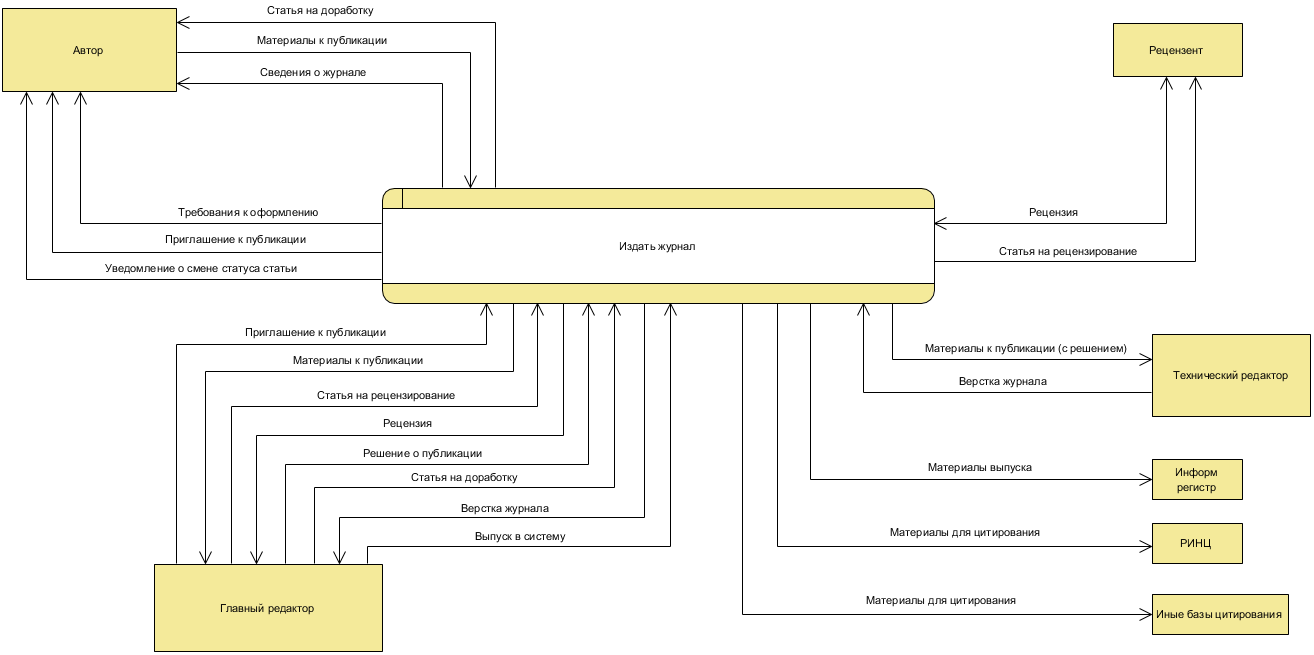 Статья на доработку
Автор
Материалы к публикации
Сведения о журнале
Рецензент
Требования к оформлению
Приглашение к публикации
Уведомление о смене статуса статьи
Издать журнал
Рецензия
Статья на рецензирование
Приглашение к публикации
Материалы к публикации
Статья на рецензирование
Рецензия
Решение о публикации
Статья на доработку
Верстка журнала
Выпуск в систему
Главный редактор
Материалы к публикации (с решением)
Верстка журнала
Технический редактор
Материалы выпуска
Информ
регистр
Материалы для цитирования
РИНЦ
Материалы для цитирования
Иные базы цитирования